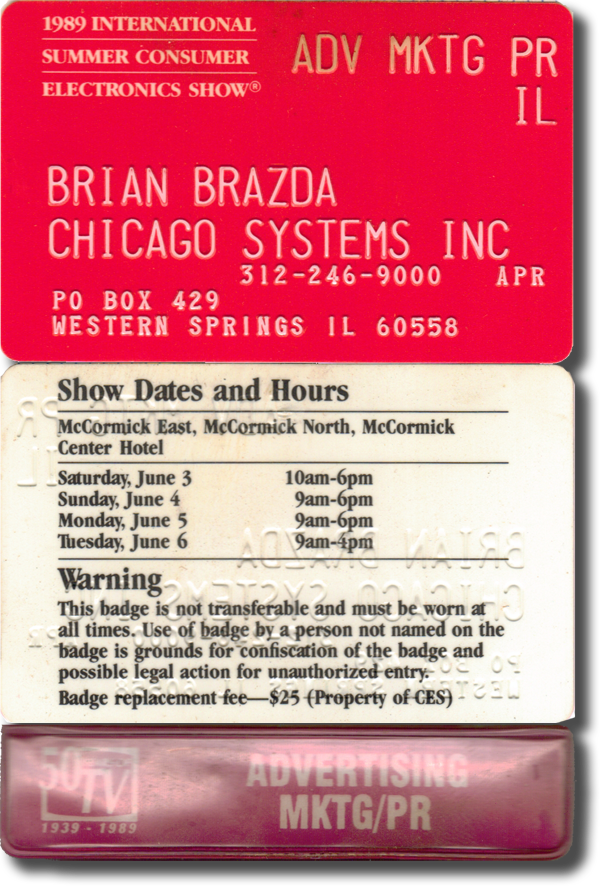 1989 INTERNATIONAL
SUMMER CONSUMER
ELECTRONICS SHOW®
ADV MKTG PR
IL
BRIAN BRAZDA
CHICAGO SYSTEMS INC
312-246-9000 APR
PO BOX 429
WESTERN SPRINGS IL 60558
Show Dates and Hours
McCormick East, McCormick North, McCormick
Center Hotel
Saturday, June 3 10am-6pm
Sunday, June 4 9am-6pm
Monday, June 5 9am-6pm
Tuesday, June 6 9am-4pm
Warning
This badge is not transferable and must be worn at
all times. Use of badge by a person not named on the
badge is grounds for confiscation of the badge and
possible legal action for unauthorized entry.
Badge replacement fee—$25 (Property of CES)
50 TV
1939 - 1989
ADVERTISING
MKTG/PR